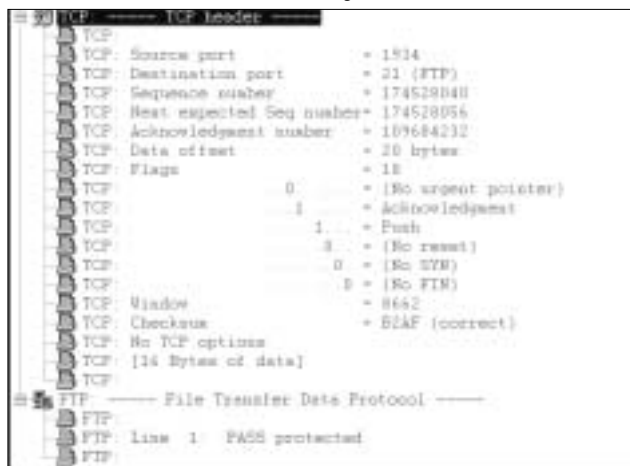 TCP: ----- TCP header -----
TCP:
TCP: Source port = 1934
TCP: Destination port = 21 (FTP)
TCP: Sequence number = 174528040
TCP: Next expected Seq number= 174528056
TCP: Acknowledgment number = 109684232
TCP: Data offset = 20 bytes
TCP: Flags = 18
TCP: 0. = (No urgent pointer)
TCP: 1 = Acknowledgment
TCP: 1 = Push
TCP: 0. = (No reset)
TCP: 0 = (No SYN)
TCP: 0 = (No FIN)
TCP: Window = 8662
TCP: Checksum = B2AF (correct)
TCP: No TCP options
TCP: [16 Bytes of data]
TCP:
FTP: ----- File Transfer Data Protocol -----
FTP:
FTP: Line 1: PASS protected
FTP: